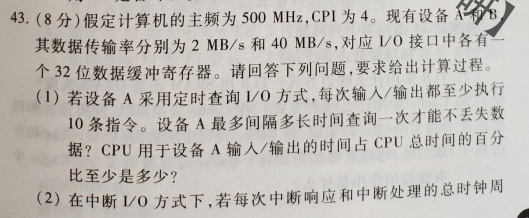 43. (8 分)假定计算机的主频为 500 MHz,CPI 为 4。现有设备 A 和 B,
其数据传输率分别为 2 MB/s 和 40 MB/s,对应 I/O 接口中各有一
个 32 位数据缓冲寄存器。请回答下列问题,要求给出计算过程。
(1) 若设备 A 采用定时查询 I/O 方式,每次输入/输出都至少执行
10 条指令。设备 A 最多间隔多长时间查询一次才能不丢失数
据? CPU 用于设备 A 输入/输出的时间占 CPU 总时间的百分
比至少是多少?
(2) 在中断 I/O 方式下,若每次中断响应和中断处理的总时钟周